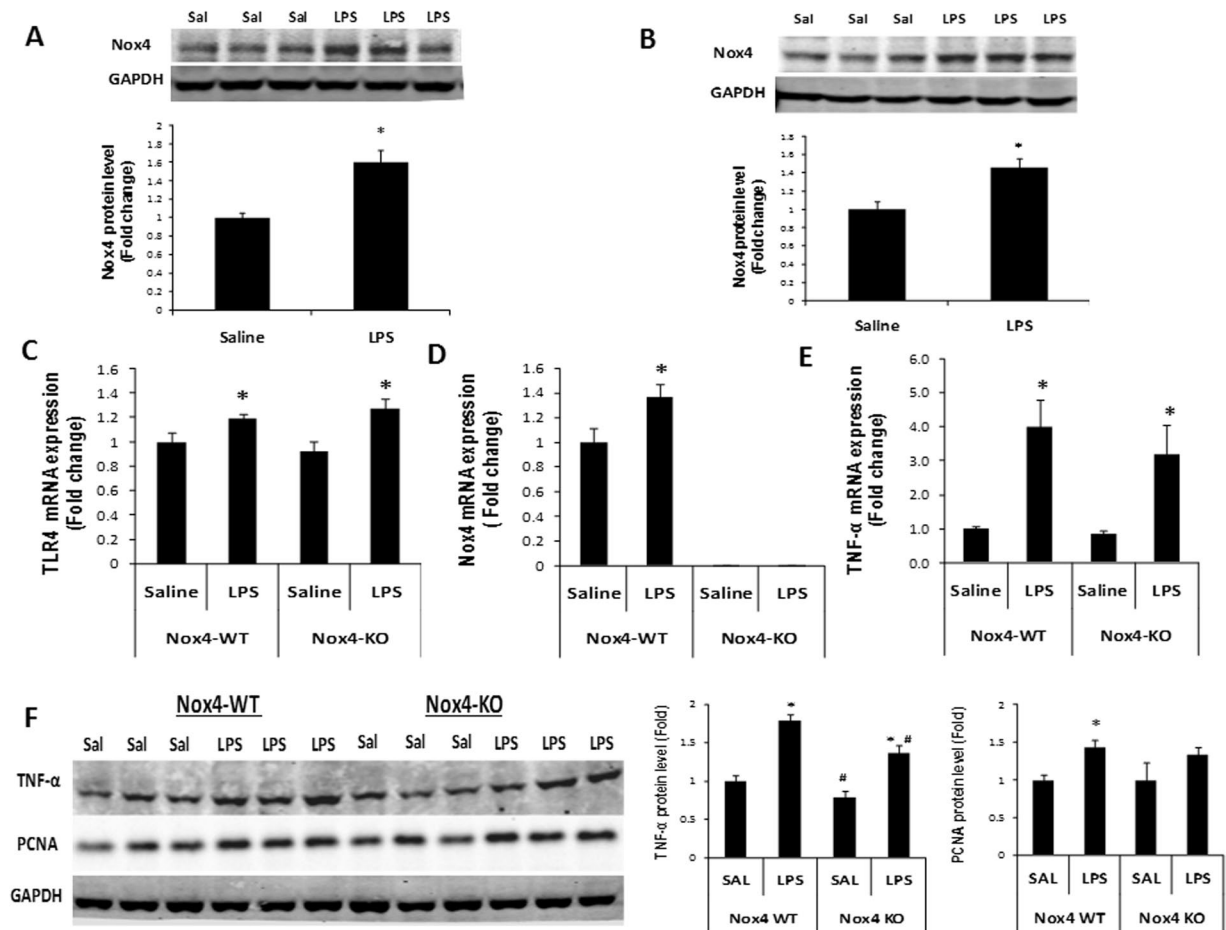 A
Sal Sal Sal LPS LPS LPS
Nox4
GAPDH
Nox4 protein level
(Fold change)
2
1.8
1.6
1.4
1.2
1
0.8
0.6
0.4
0.2
0
*
Saline LPS
B
Sal Sal Sal LPS LPS LPS
Nox4
GAPDH
Nox4 protein level
(Fold change)
1.8
1.6
1.4
1.2
1
0.8
0.6
0.4
0.2
0
*
Saline LPS
C
TLR4 mRNA expression
(Fold change)
1.6
1.4
1.2
1
0.8
0.6
0.4
0.2
0
* *
Saline LPS Saline LPS
Nox4-WT Nox4-KO
D
Nox4 mRNA expression
( Fold change)
1.6
1.4
1.2
1
0.8
0.6
0.4
0.2
0
*
Saline LPS Saline LPS
Nox4-WT Nox4-KO
E
TNF-α mRNA expression
(Fold change)
6.0
5.0
4.0
3.0
2.0
1.0
0.0
* *
Saline LPS Saline LPS
Nox4-WT Nox4-KO
F
Nox4-WT Nox4-KO
Sal Sal Sal LPS LPS LPS Sal Sal Sal LPS LPS LPS
TNF-α
PCNA
GAPDH
TNF-α protein level (Fold)
2
1.5
1
0.5
0
* # * #
SAL LPS SAL LPS
Nox4 WT Nox4 KO
PCNA protein level (Fold)
2
1.5
1
0.5
0
*
SAL LPS SAL LPS
Nox4 WT Nox4 KO